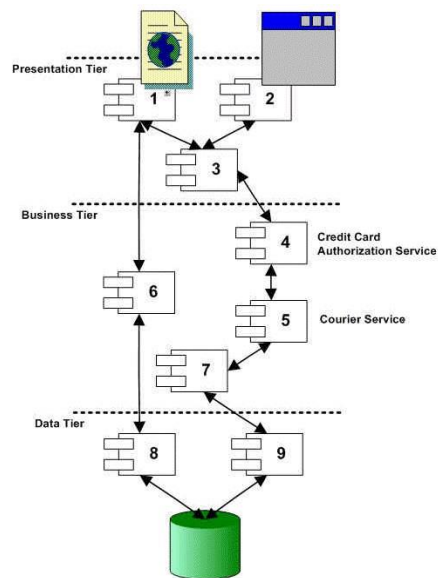 Presentation Tier
1
2
3
Business Tier
4
Credit Card
Authorization Service
6
5
Courier Service
7
Data Tier
8
9